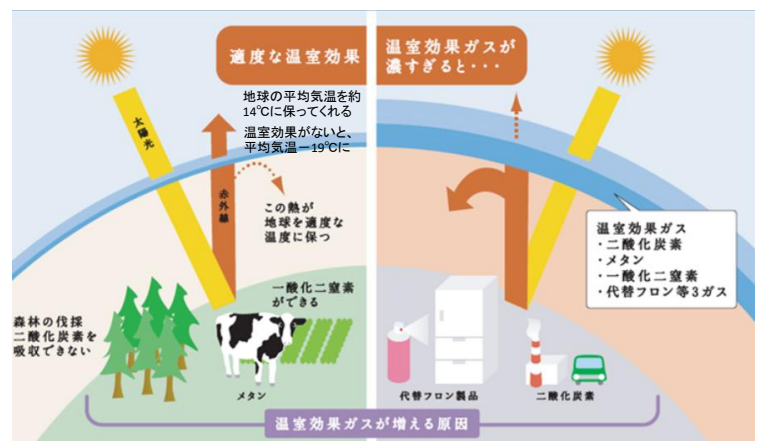 適度な温室効果
地球の平均気温を約
14℃に保ってくれる
温室効果がないと、
平均気温－19℃に
太陽光
赤外線
この熱が
地球を適度な
温度に保つ
一酸化二窒素
ができる
森林の伐採
二酸化炭素を
吸収できない
メタン
温室効果ガスが
濃すぎると・・・
温室効果ガス
・二酸化炭素
・メタン
・一酸化二窒素
・代替フロン等3ガス
代替フロン製品
二酸化炭素
温室効果ガスが増える原因